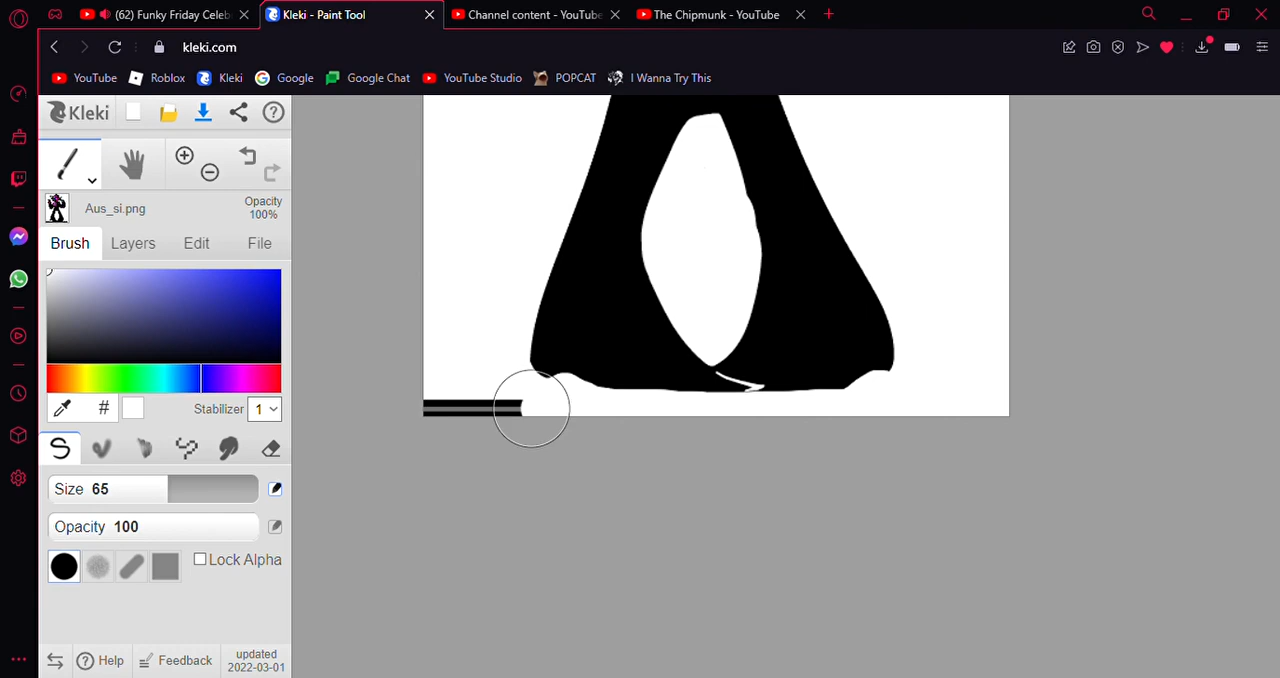 (62) Funky Friday Celeb
Kleki - Paint Tool
Channel content - YouTube
The Chipmunk - YouTube
kleki.com
YouTube
Roblox
Kleki
Google
Google Chat
YouTube Studio
POPCAT
I Wanna Try This
Kleki
Aus_si.png
Opacity
100%
Brush
Layers
Edit
File
#
Stabilizer
1
Size 65
Opacity 100
Lock Alpha
Help
Feedback
updated
2022-03-01